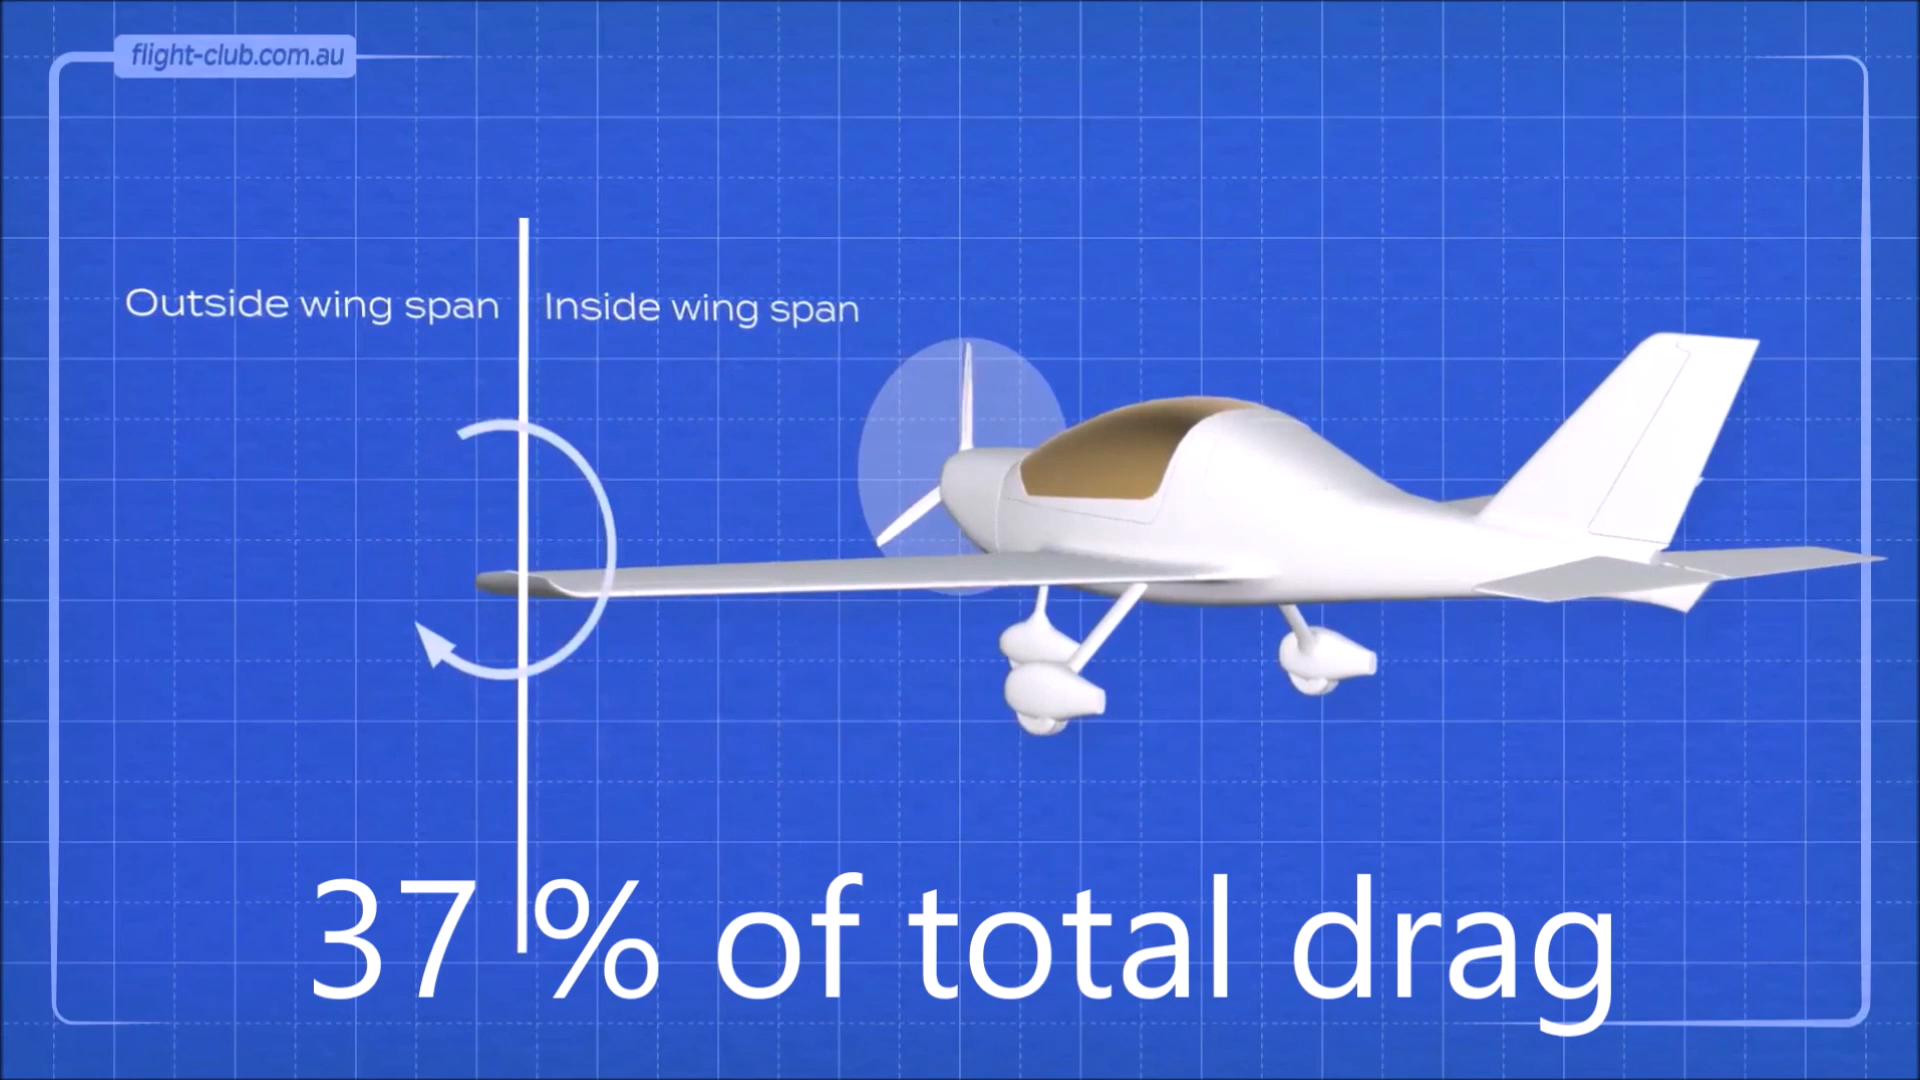 flight-club.com.au
Outside wing span
Inside wing span
37 % of total drag